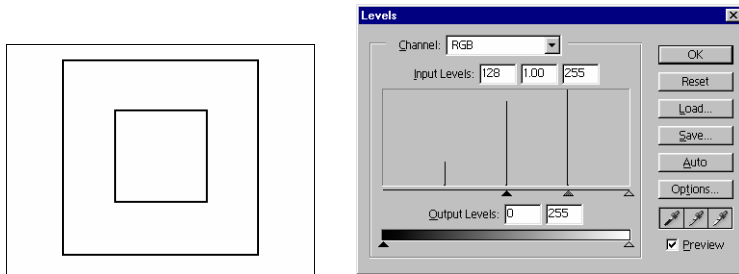 Levels
Channel: RGB
OK
Input Levels: 128 1.00 255
Reset
Load...
Save...
Auto
Options...
Output Levels: 0 255
Preview